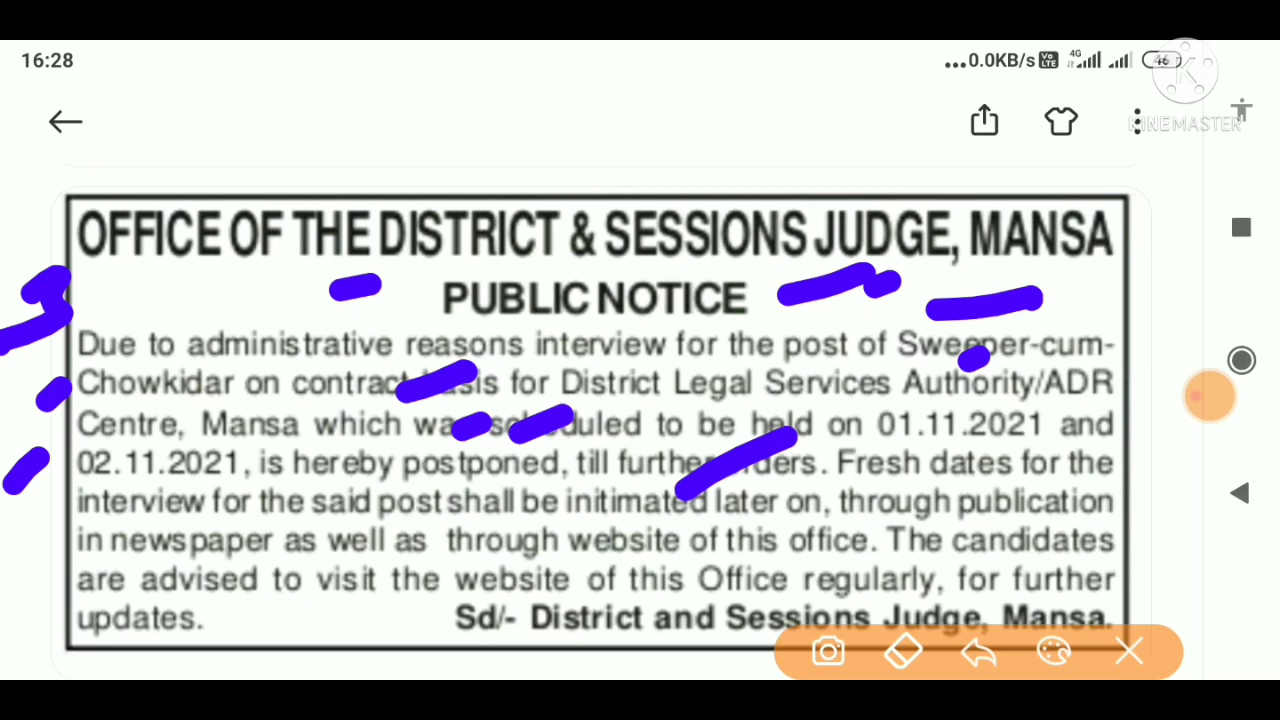 16:28
...0.0KB/s Vo LTE 4G 46
KINEMASTER
OFFICE OF THE DISTRICT & SESSIONS JUDGE, MANSA
PUBLIC NOTICE
Due to administrative reasons interview for the post of Sweeper-cum-
Chowkidar on contract basis for District Legal Services Authority/ADR
Centre, Mansa which was scheduled to be held on 01.11.2021 and
02.11.2021, is hereby postponed, till further orders. Fresh dates for the
interview for the said post shall be initimated later on, through publication
in newspaper as well as through website of this office. The candidates
are advised to visit the website of this Office regularly, for further
updates. Sd/- District and Sessions Judge, Mansa.